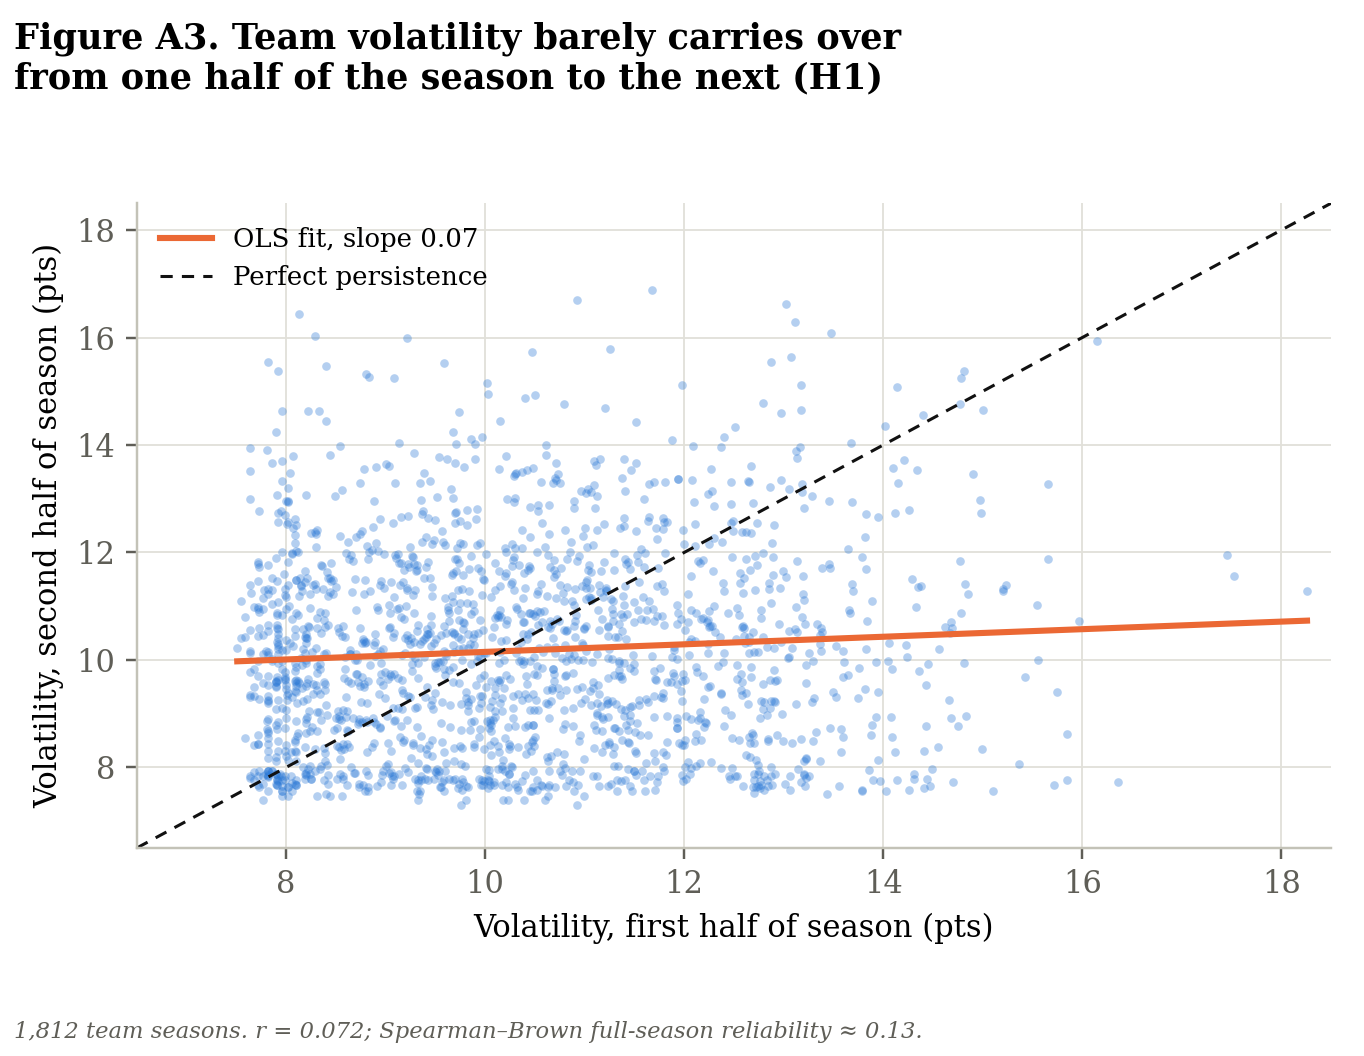 Figure A3. Team volatility barely carries over
from one half of the season to the next (H1)
OLS fit, slope 0.07
Perfect persistence
Volatility, second half of season (pts)
18
16
14
12
10
8
8 10 12 14 16 18
Volatility, first half of season (pts)
1,812 team seasons. r = 0.072; Spearman–Brown full-season reliability ≈ 0.13.